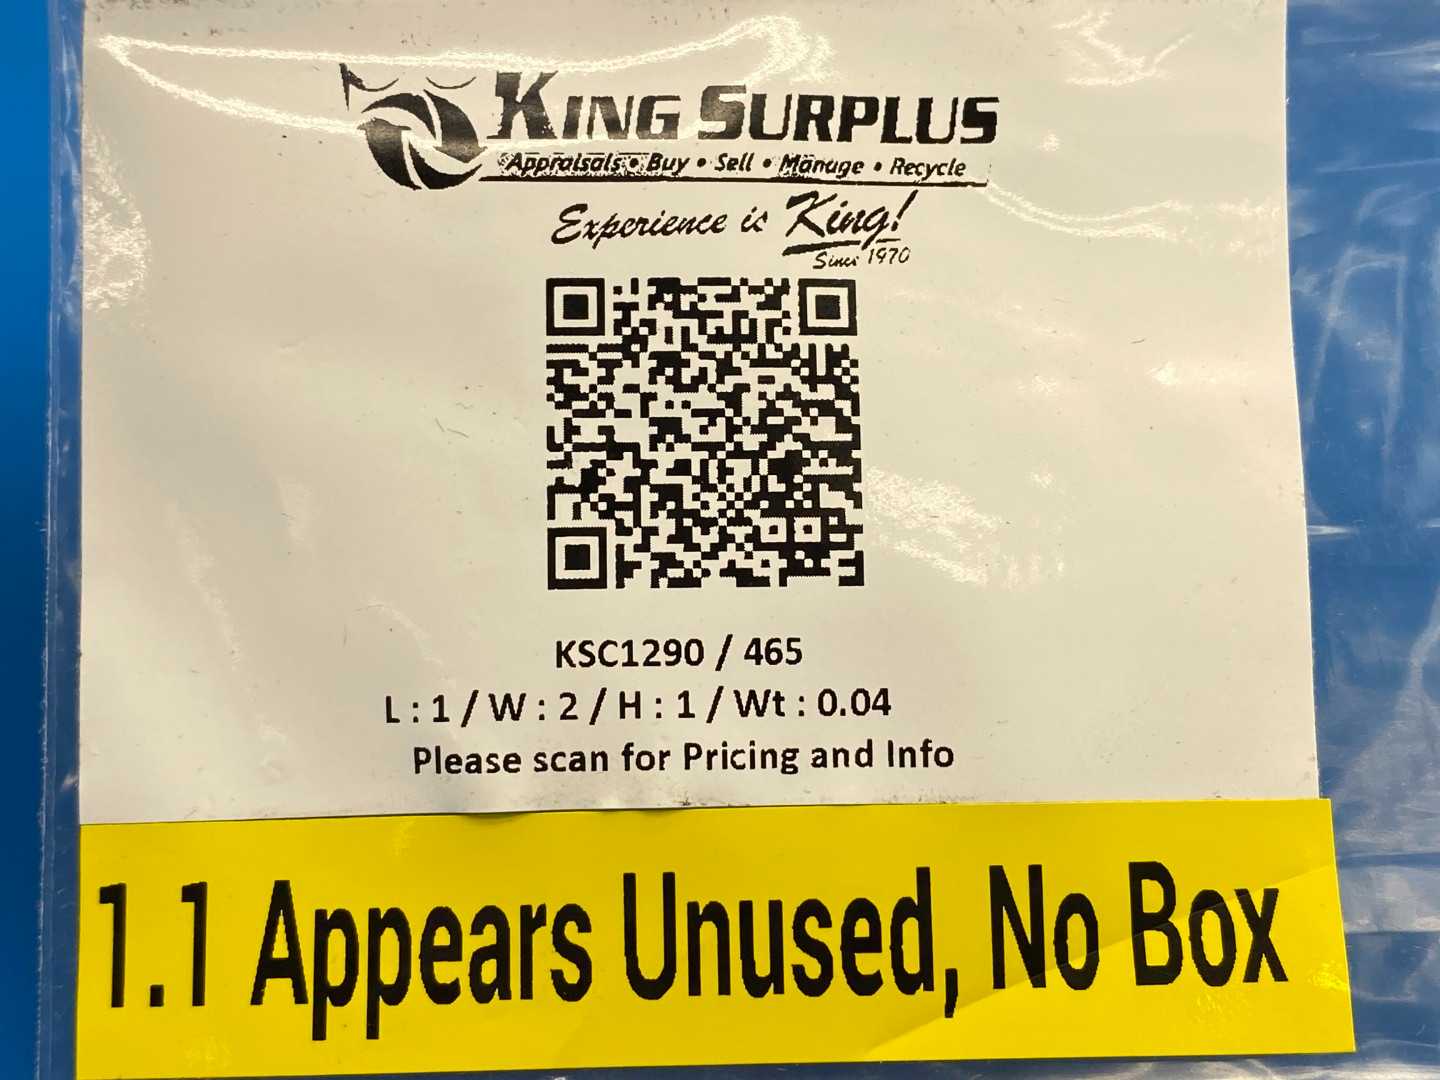 KING SURPLUS
Appraisals • Buy • Sell • Manage • Recycle
Experience is King!
Since 1970
KSC1290 / 465
L : 1 / W : 2 / H : 1 / Wt : 0.04
Please scan for Pricing and Info
1.1 Appears Unused, No Box